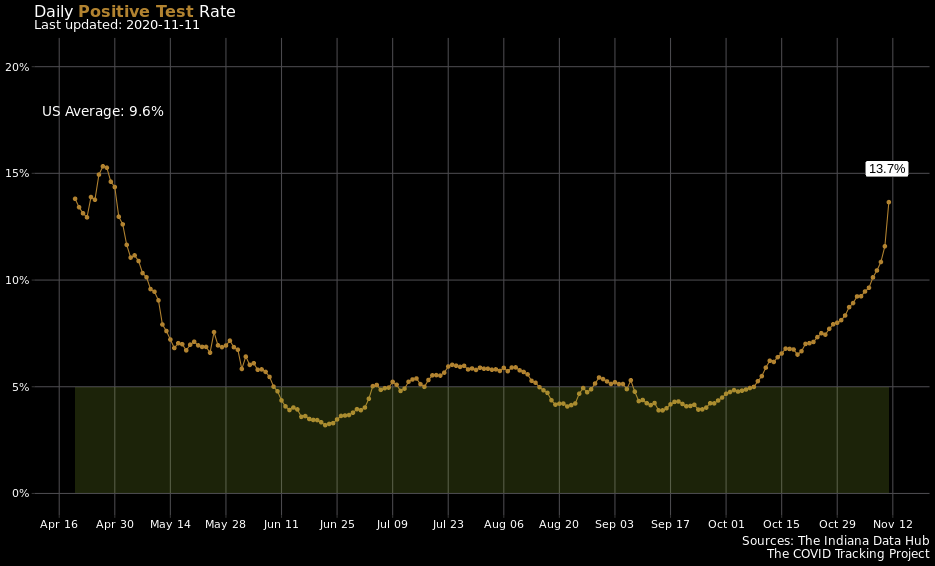 Daily Positive Test Rate
Last updated: 2020-11-11
20%
US Average: 9.6%
15%
13.7%
10%
5%
0%
Apr 16 Apr 30 May 14 May 28 Jun 11 Jun 25 Jul 09 Jul 23 Aug 06 Aug 20 Sep 03 Sep 17 Oct 01 Oct 15 Oct 29 Nov 12
Sources: The Indiana Data Hub
The COVID Tracking Project